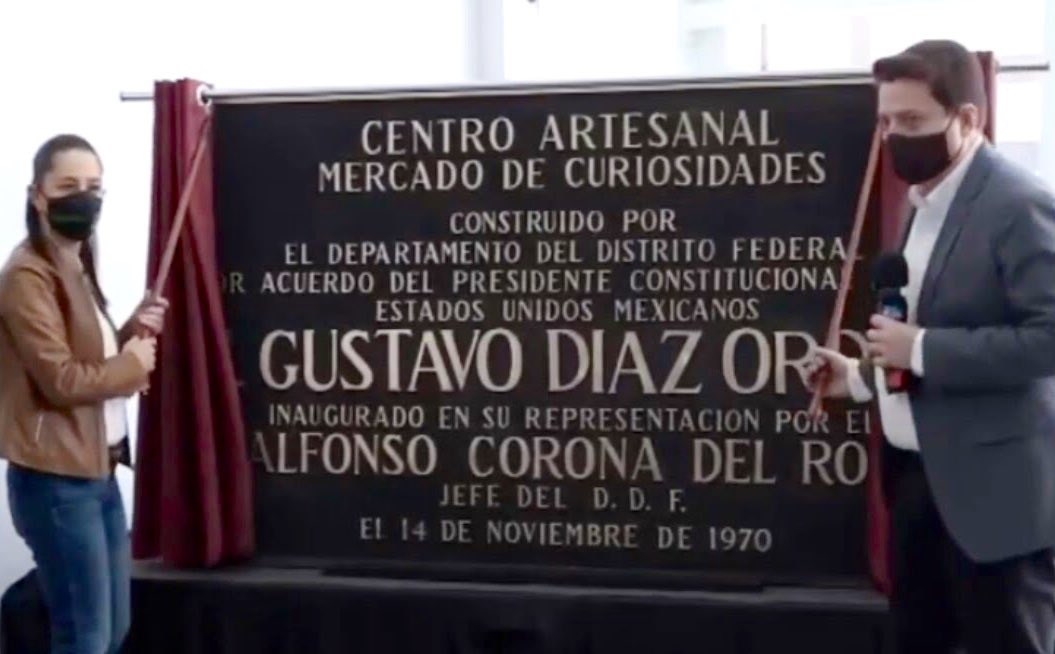 CENTRO ARTESANAL
MERCADO DE CURIOSIDADES
CONSTRUIDO POR
EL DEPARTAMENTO DEL DISTRITO FEDERAL
ACUERDO DEL PRESIDENTE CONSTITUCIONAL
ESTADOS UNIDOS MEXICANOS
GUSTAVO DIAZ ORD
INAUGURADO EN SU REPRESENTACION POR EL
ALFONSO CORONA DEL RO
JEFE DEL D. D. F.
EL 14 DE NOVIEMBRE DE 1970